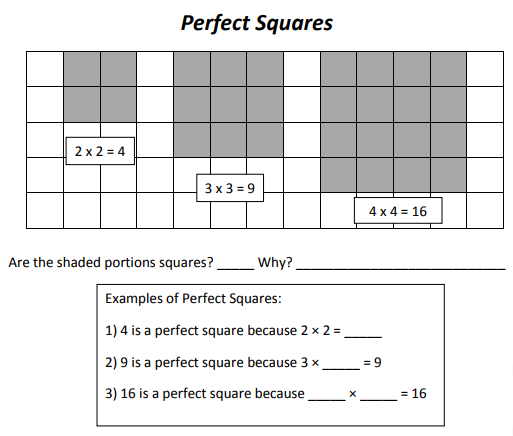 Perfect Squares
2 x 2 = 4
3 x 3 = 9
4 x 4 = 16
Are the shaded portions squares? _____ Why? ___________________________
Examples of Perfect Squares:
1) 4 is a perfect square because 2 × 2 = _____
2) 9 is a perfect square because 3 × _____ = 9
3) 16 is a perfect square because _____ × _____ = 16